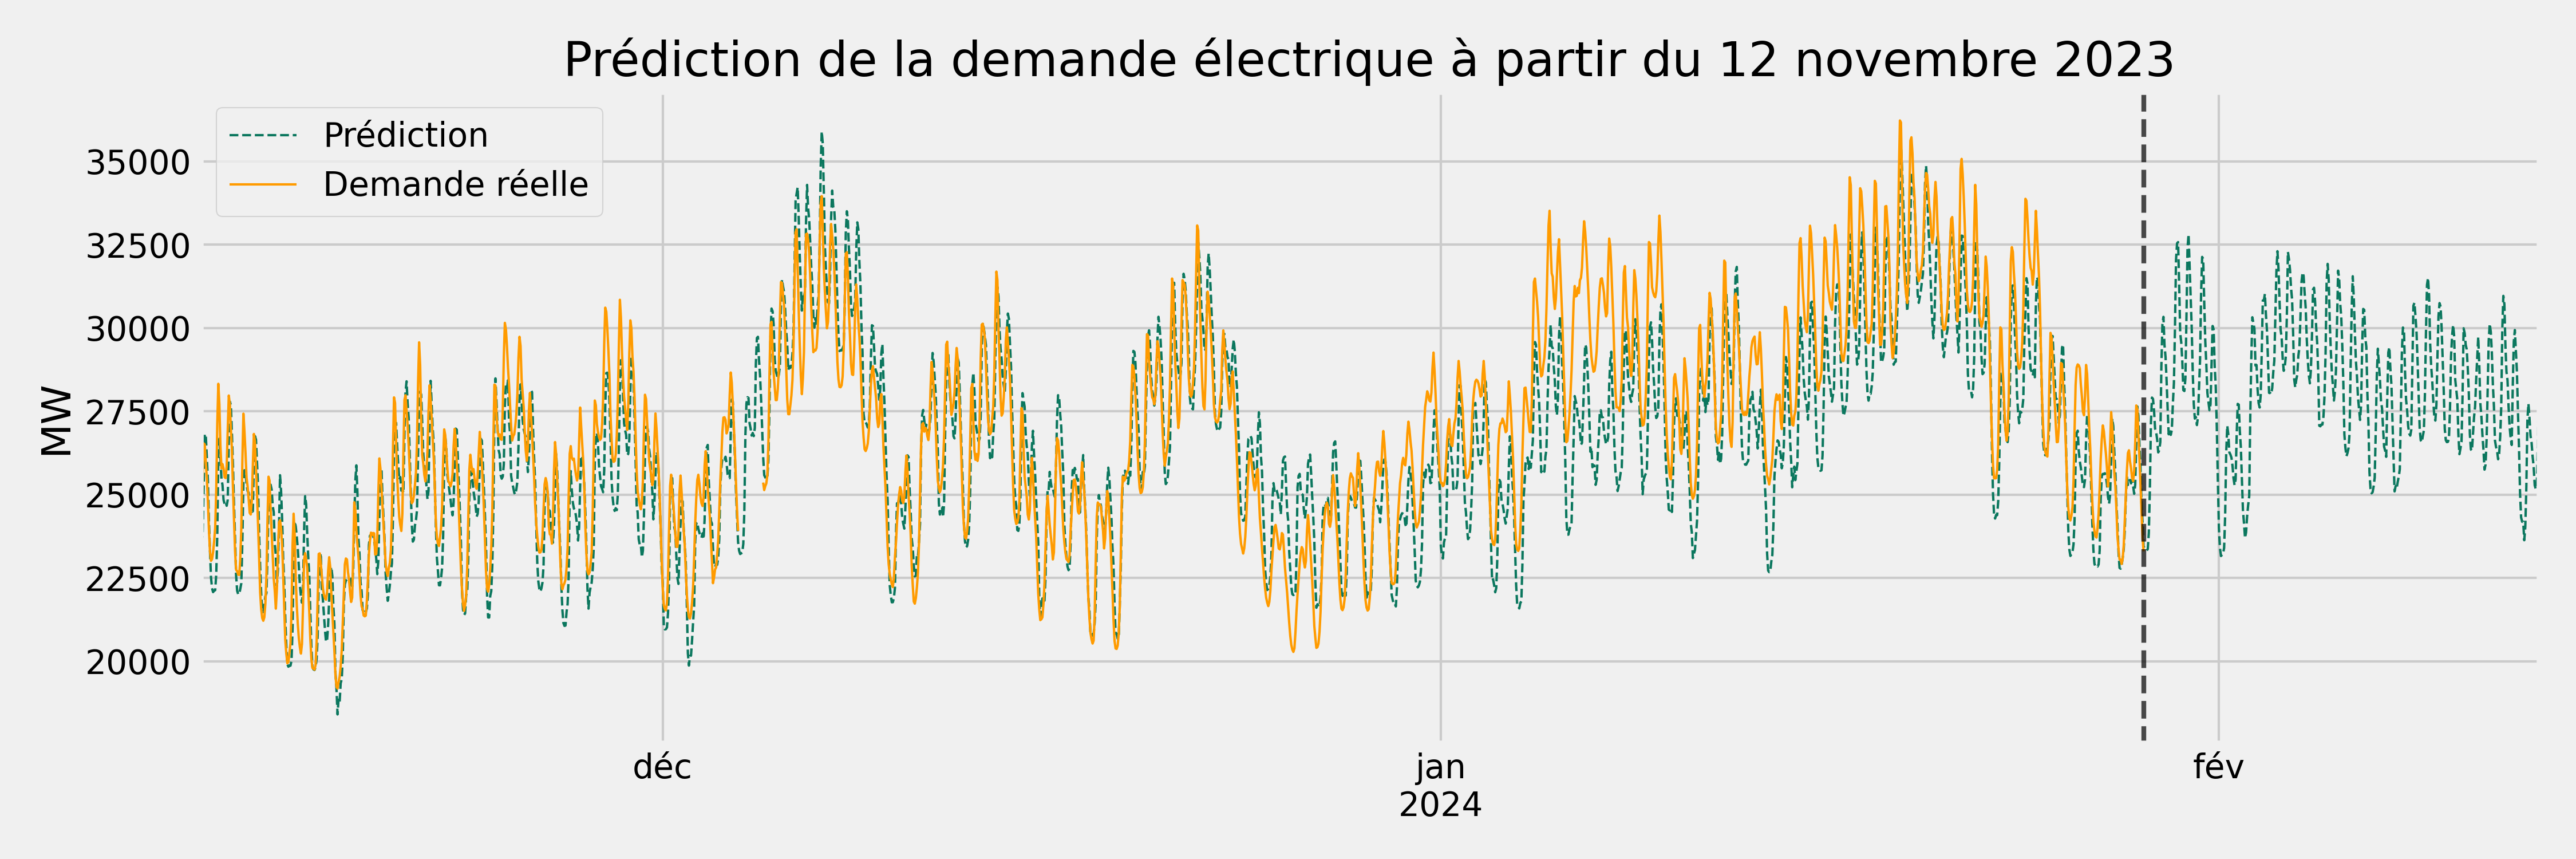 Prédiction de la demande électrique à partir du 12 novembre 2023
Prédiction
Demande réelle
35000
32500
30000
27500
25000
22500
20000
MW
déc
jan
2024
fév